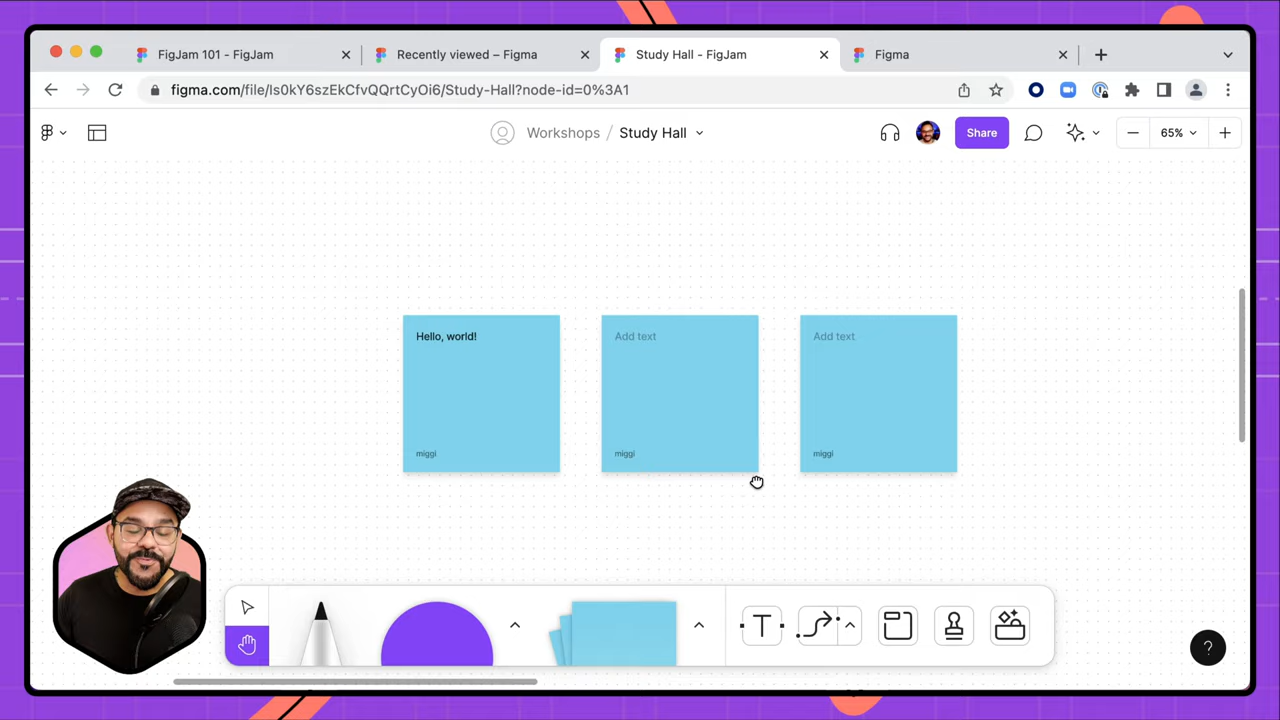 FigJam 101 - FigJam
Recently viewed – Figma
Study Hall - FigJam
Figma
figma.com/file/ls0kY6szEkCfvQQrtCyOi6/Study-Hall?node-id=0%3A1
Workshops / Study Hall
Share
65%
Hello, world!
Add text
Add text
miggi
miggi
miggi
T
?